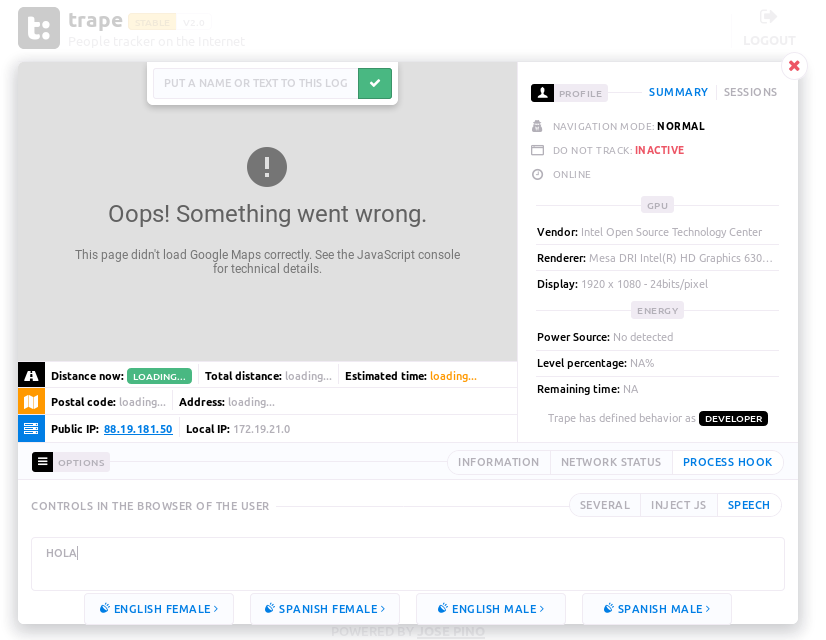 trape STABLE V2.0
People tracker on the Internet
LOGOUT
PUT A NAME OR TEXT TO THIS LOG
Oops! Something went wrong.
This page didn't load Google Maps correctly. See the JavaScript console
for technical details.
Distance now: LOADING... Total distance: loading... Estimated time: loading...
Postal code: loading... Address: loading...
Public IP: 88.19.181.50 Local IP: 172.19.21.0
PROFILE SUMMARY SESSIONS
NAVIGATION MODE: NORMAL
DO NOT TRACK: INACTIVE
ONLINE
GPU
Vendor: Intel Open Source Technology Center
Renderer: Mesa DRI Intel(R) HD Graphics 630...
Display: 1920 x 1080 - 24bits/pixel
ENERGY
Power Source: No detected
Level percentage: NA%
Remaining time: NA
Trape has defined behavior as DEVELOPER
OPTIONS INFORMATION NETWORK STATUS PROCESS HOOK
CONTROLS IN THE BROWSER OF THE USER SEVERAL INJECT JS SPEECH
HOLA
ENGLISH FEMALE > SPANISH FEMALE > ENGLISH MALE > SPANISH MALE >
POWERED BY JOSE PINO